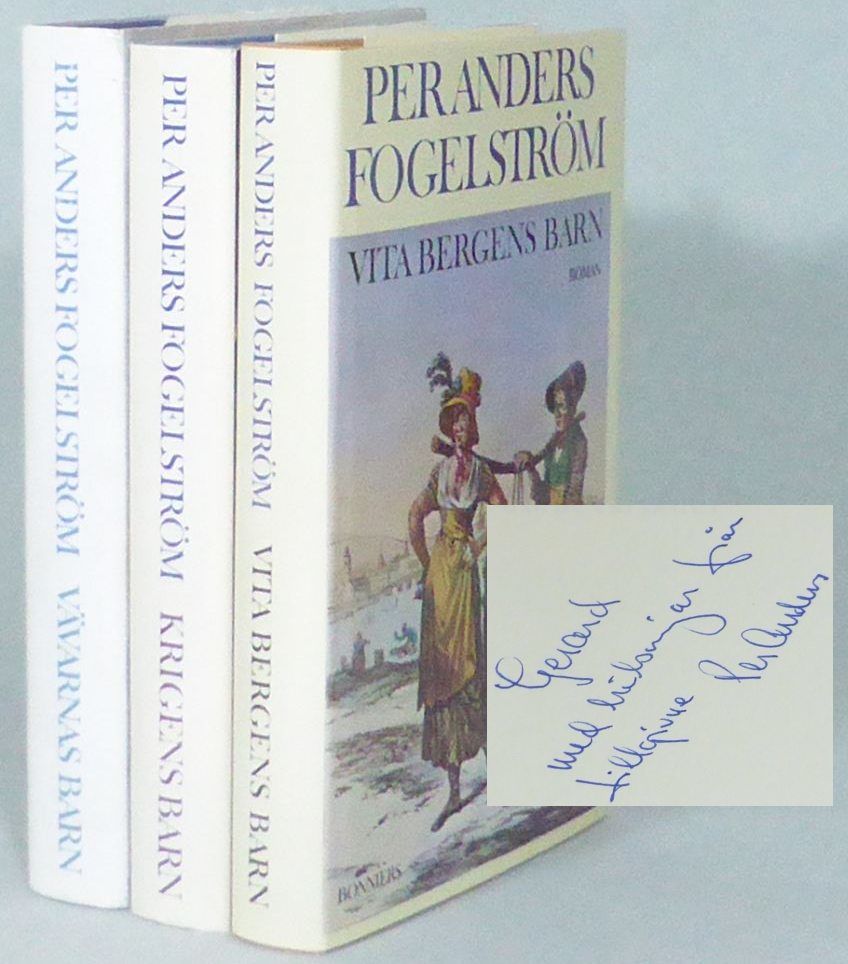 PER ANDERS FOGELSTRÖM VÄVARNAS BARN
PER ANDERS FOGELSTRÖM KRIGENS BARN
PER ANDERS FOGELSTRÖM VITA BERGENS BARN
PER ANDERS
FOGELSTRÖM
VITA BERGENS BARN
ROMAN
BONNIERS
Gerard
med hälsningar från
tillgivne Per Anders